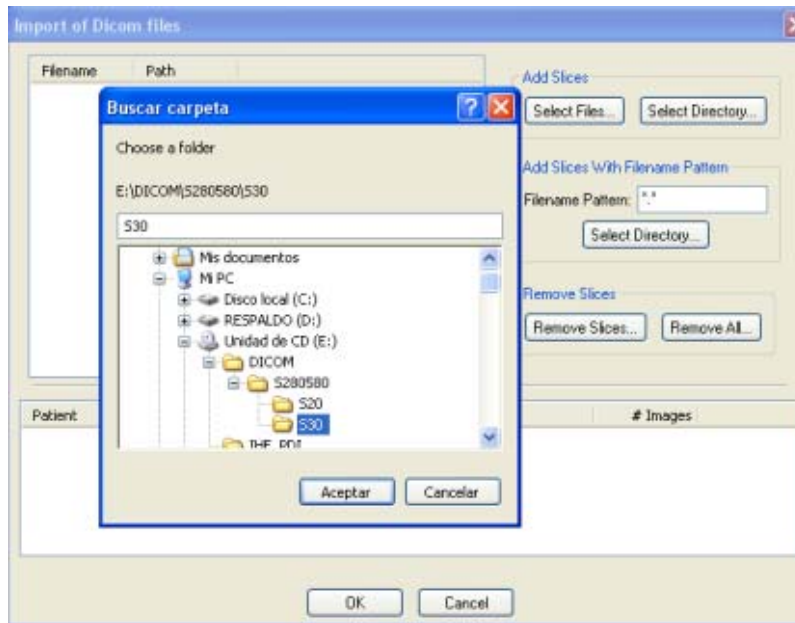 Import of Dicom files
Filename Path
Add Slices
Select Files... Select Directory...
Add Slices With Filename Pattern
Filename Pattern: *.*
Select Directory...
Remove Slices
Remove Slices... Remove All...
Buscar carpeta
Choose a folder
E:\DICOM\S280580\S30
S30
Mis documentos
Mi PC
Disco local (C:)
RESPALDO (D:)
Unidad de CD (E:)
DICOM
S280580
S20
S30
IHE_PDI
Aceptar Cancelar
Patient # Images
OK Cancel